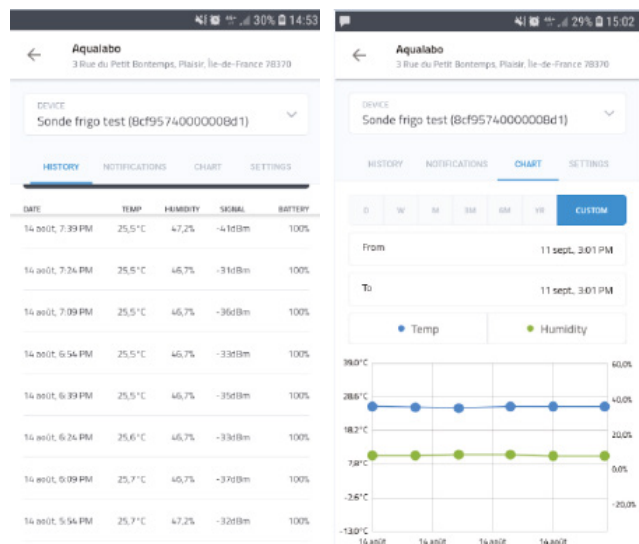 30% 14:53
Aqualabo
3 Rue du Petit Bontemps, Plaisir, Île-de-France 78370
DEVICE
Sonde frigo test (8cf95740000008d1)
HISTORY NOTIFICATIONS CHART SETTINGS
DATE TEMP HUMIDITY SIGNAL BATTERY
14 août, 7:39 PM 25,5°C 47,2% -41dBm 100%
14 août, 7:24 PM 25,5°C 46,7% -31dBm 100%
14 août, 7:09 PM 25,5°C 46,7% -36dBm 100%
14 août, 6:54 PM 25,5°C 46,7% -33dBm 100%
14 août, 6:39 PM 25,5°C 46,7% -35dBm 100%
14 août, 6:24 PM 25,6°C 46,7% -33dBm 100%
14 août, 6:09 PM 25,7°C 46,7% -37dBm 100%
14 août, 5:54 PM 25,7°C 47,2% -32dBm 100%
29% 15:02
Aqualabo
3 Rue du Petit Bontemps, Plaisir, Île-de-France 78370
DEVICE
Sonde frigo test (8cf95740000008d1)
HISTORY NOTIFICATIONS CHART SETTINGS
D W M 3M 6M YR CUSTOM
From 11 sept., 3:01 PM
To 11 sept., 3:01 PM
Temp Humidity
39,0°C 60,0%
28,6°C 40,0%
18,2°C 20,0%
7,8°C 0,0%
-2,6°C -20,0%
-13,0°C
14 août 14 août 14 août 14 août